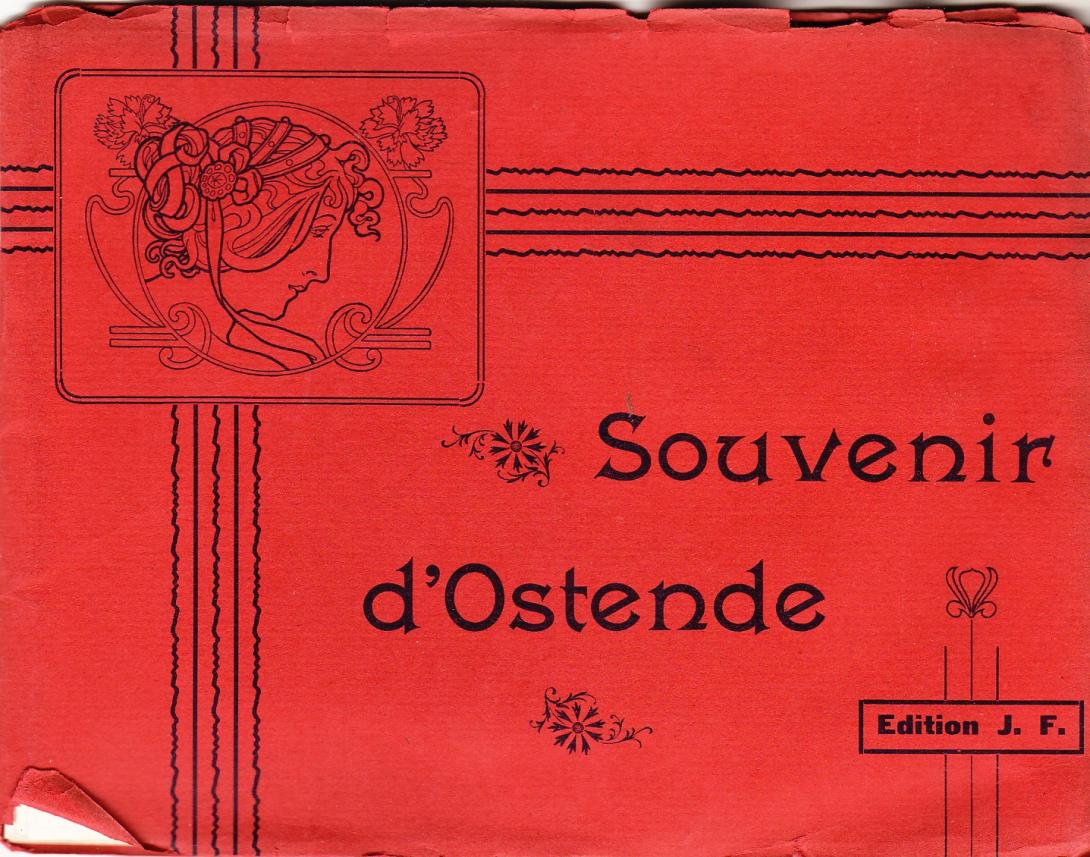 Souvenir
d'Ostende
Edition J. F.